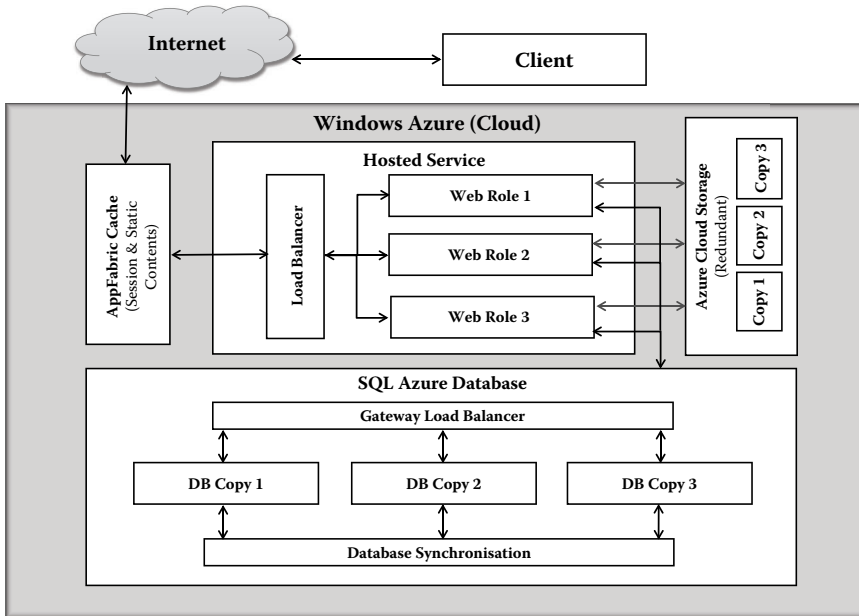 Internet
Client
Windows Azure (Cloud)
AppFabric Cache
(Session & Static
Contents)
Hosted Service
Load Balancer
Web Role 1
Web Role 2
Web Role 3
Azure Cloud Storage
(Redundant)
Copy 3
Copy 2
Copy 1
SQL Azure Database
Gateway Load Balancer
DB Copy 1
DB Copy 2
DB Copy 3
Database Synchronisation